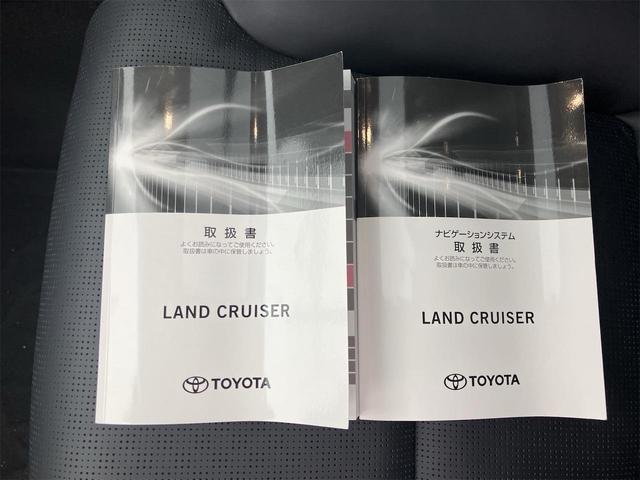 取扱書
よくお読みになってご使用ください。
取扱書は車の中に保管しましょう。
LAND CRUISER
TOYOTA
ナビゲーションシステム
取扱書
よくお読みになってご使用ください。
取扱書は車の中に保管しましょう。
LAND CRUISER
TOYOTA